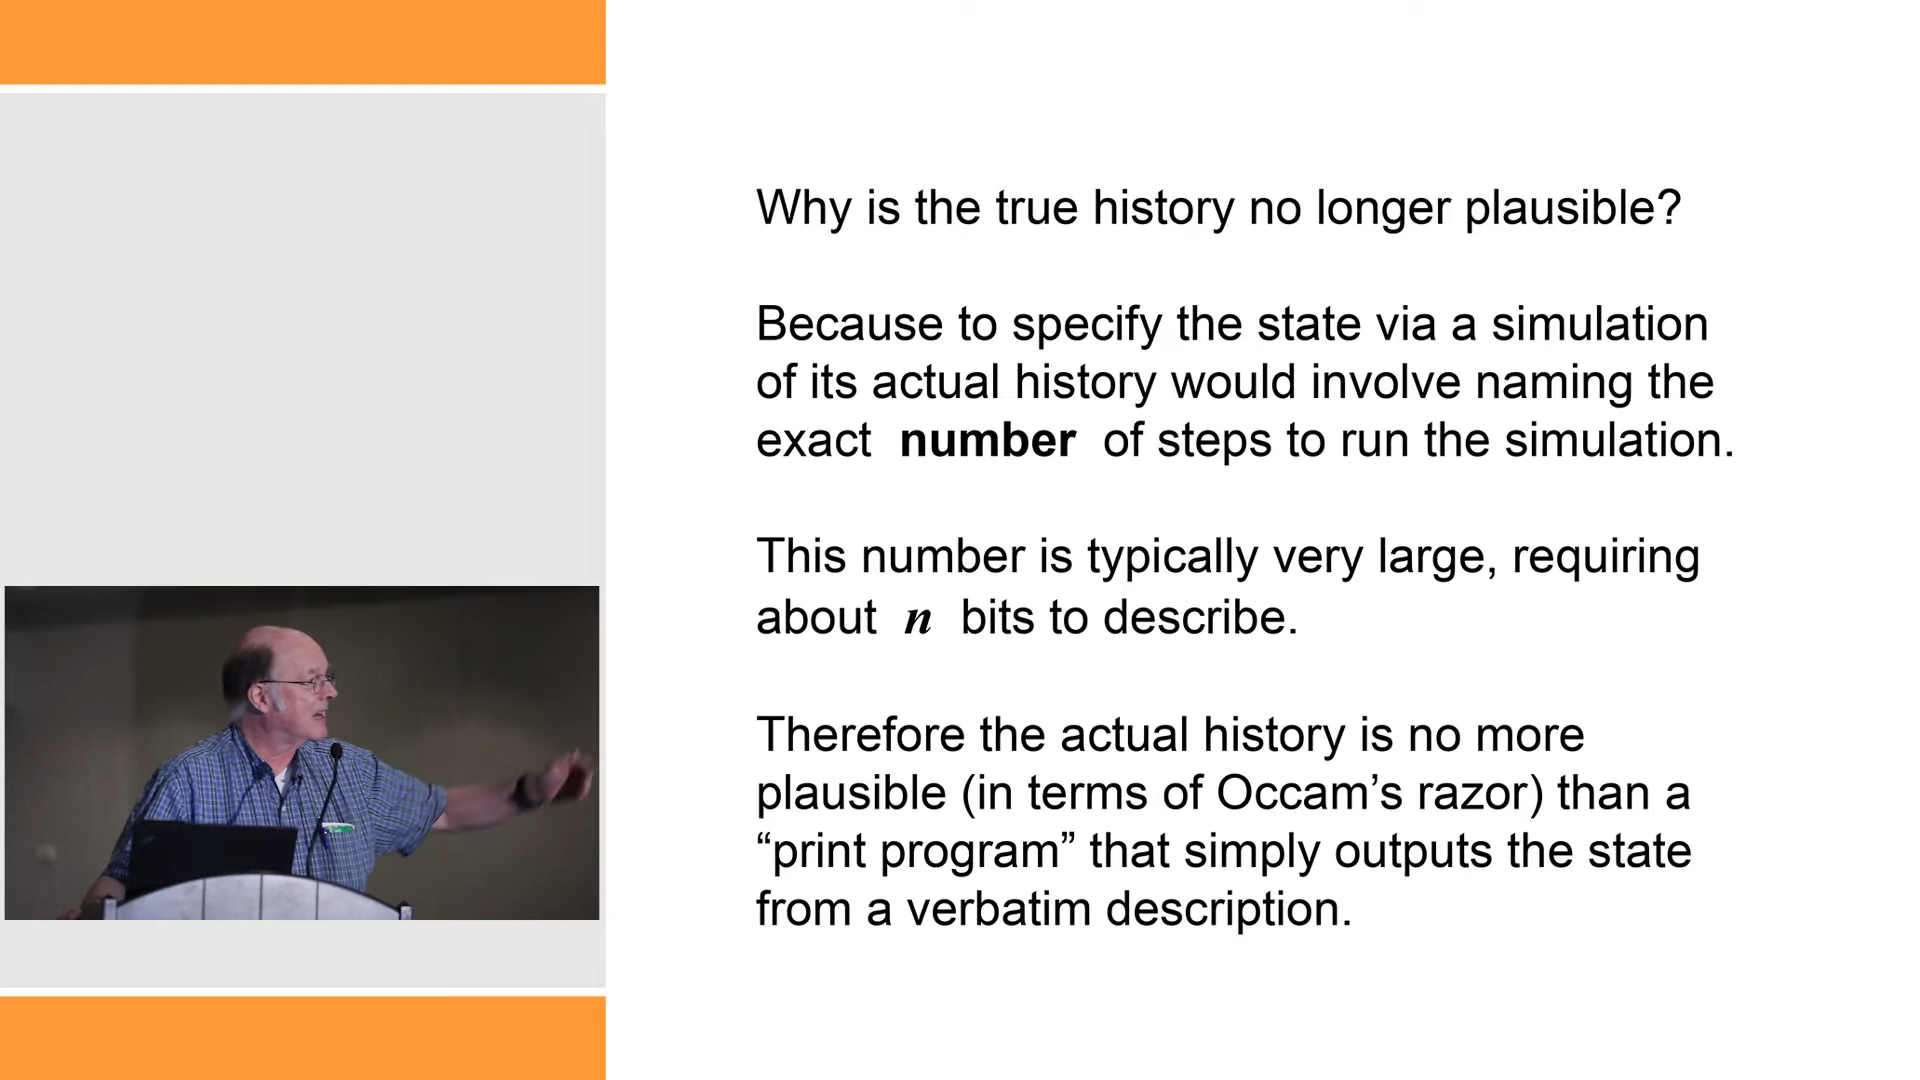 Why is the true history no longer plausible?
Because to specify the state via a simulation
of its actual history would involve naming the
exact number of steps to run the simulation.
This number is typically very large, requiring
about n bits to describe.
Therefore the actual history is no more
plausible (in terms of Occam’s razor) than a
“print program” that simply outputs the state
from a verbatim description.